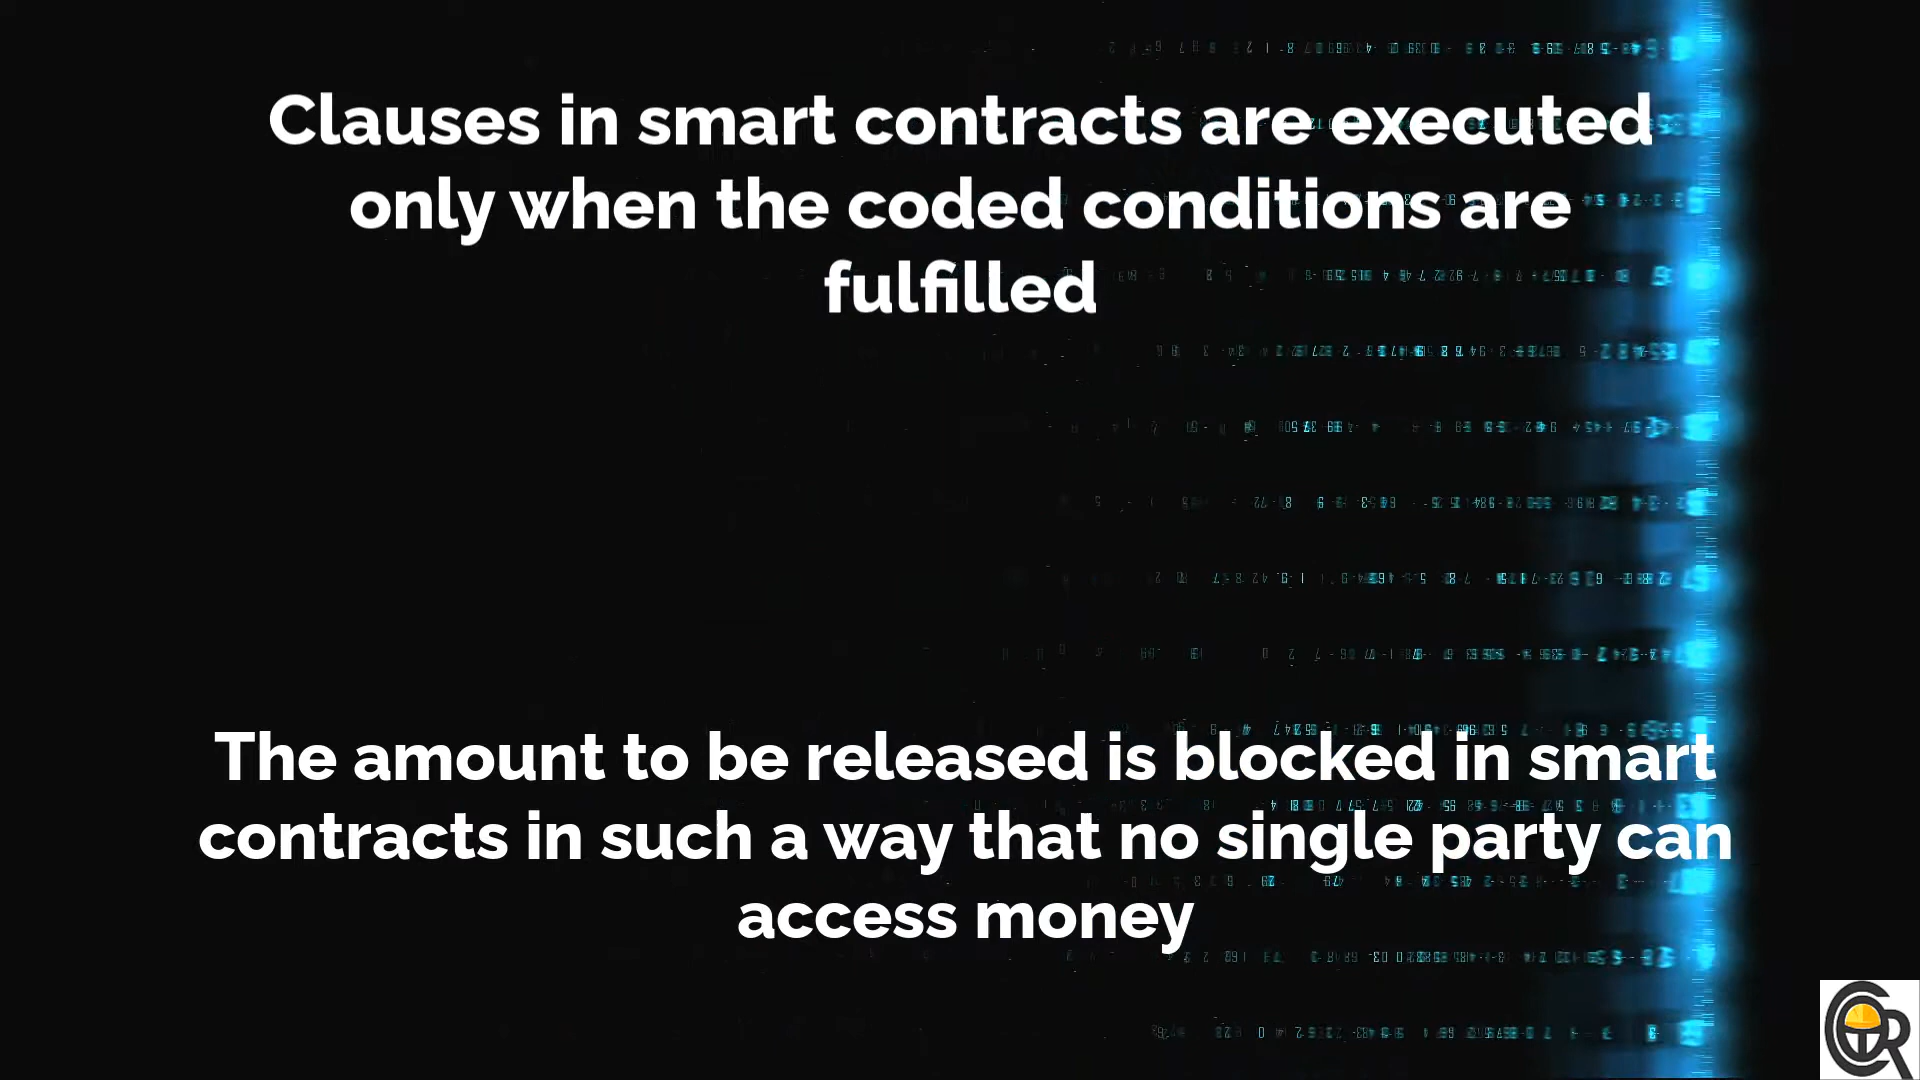 Clauses in smart contracts are executed
only when the coded conditions are
fulfilled
The amount to be released is blocked in smart
contracts in such a way that no single party can
access money